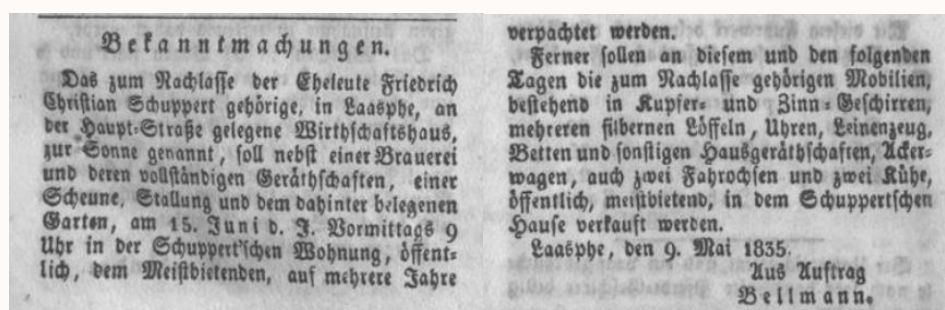 Bekanntmachungen.
Das zum Nachlasse der Eheleute Friedrich
Christian Schuppert gehörige, in Laasphe, an
der Haupt-Straße gelegene Wirthschaftshaus,
zur Sonne genannt, soll nebst einer Brauerei
und deren vollständigen Geräthschaften, einer
Scheune, Stallung und dem dahinter belegenen
Garten, am 15. Juni d. J. Vormittags 9
Uhr in der Schuppert'schen Wohnung, öffent-
lich, dem Meistbietenden, auf mehrere Jahre
verpachtet werden.
Ferner sollen an diesem und den folgenden
Tagen die zum Nachlasse gehörigen Mobilien,
bestehend in Kupfer- und Zinn-Geschirren,
mehreren silbernen Löffeln, Uhren, Leinenzeug,
Betten und sonstigen Hausgeräthschaften, Acker-
wagen, auch zwei Fahrochsen und zwei Kühe,
öffentlich, meistbietend, in dem Schuppertschen
Hause verkauft werden.
Laasphe, den 9. Mai 1835.
Aus Auftrag
Bellmann.